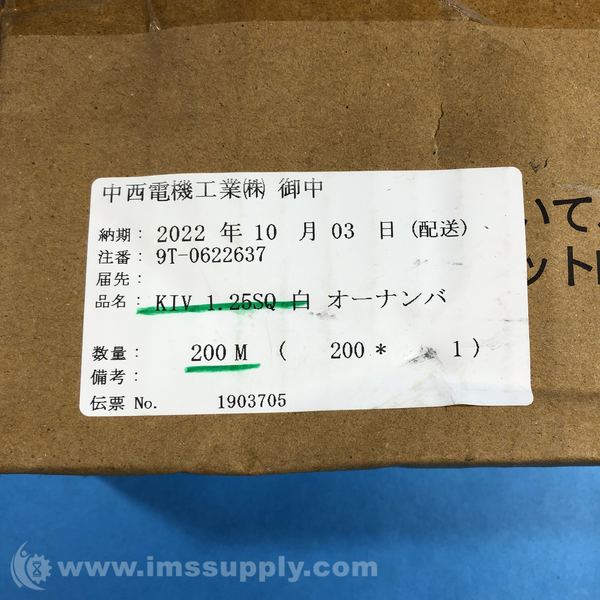 中西電機工業㈱ 御中
納期: 2022 年 10 月 03 日 (配送)
注番: 9T-0622637
届先:
品名: KIV 1.25SQ 白 オーナンバ
数量: 200 M ( 200 * 1 )
備考:
伝票 No. 1903705
いて
ット
www.imssupply.com